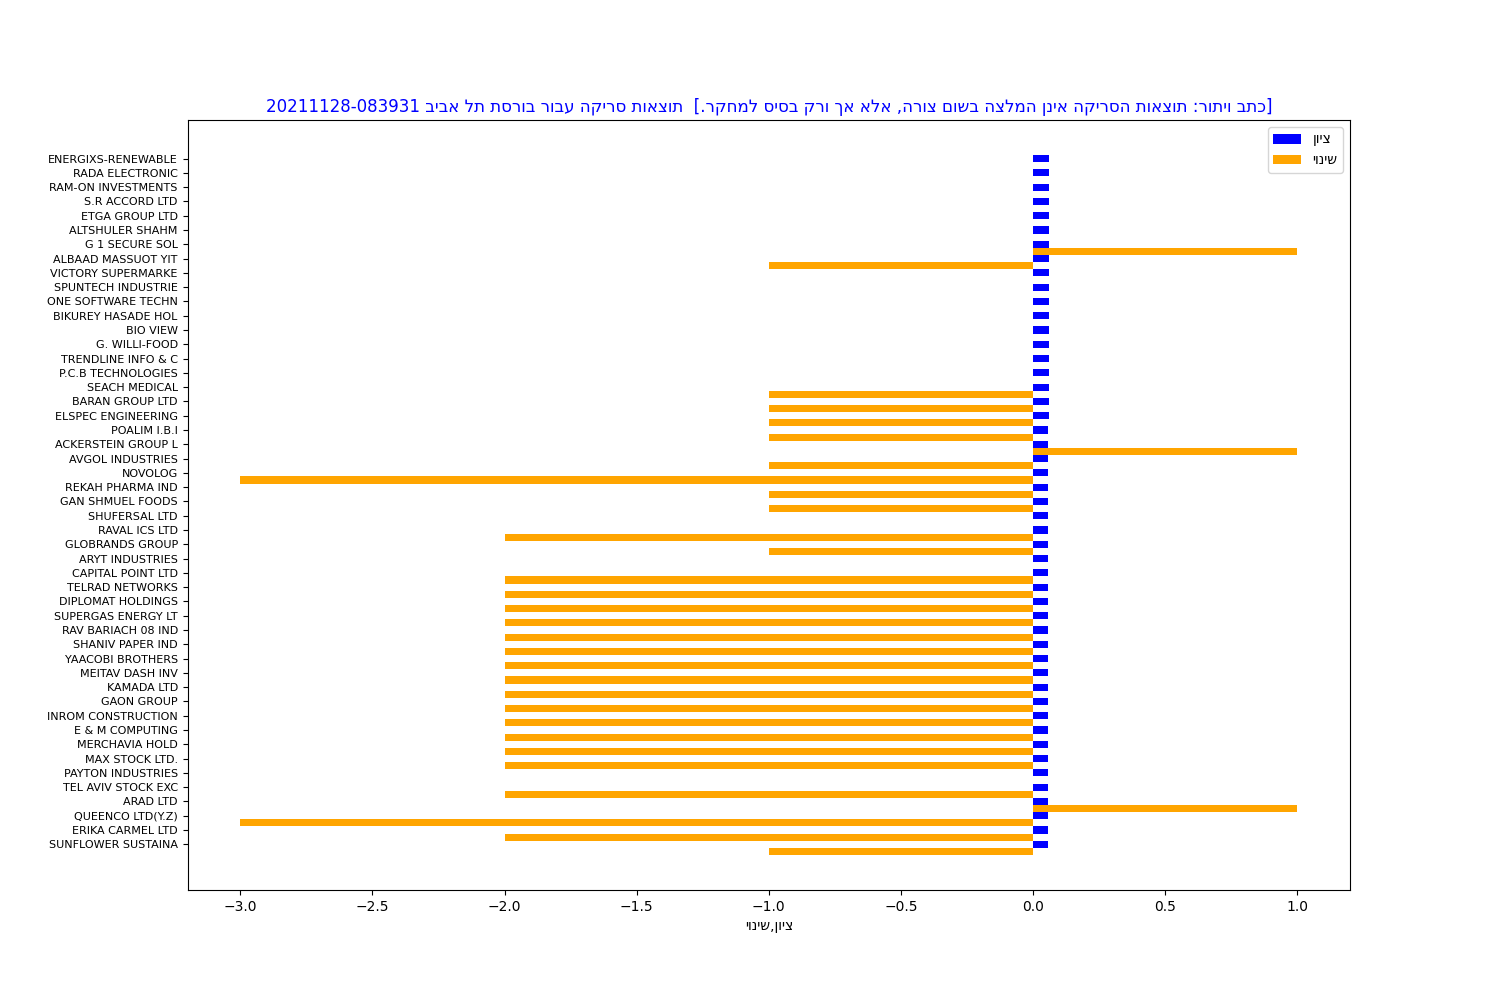 [כתב ויתור: תוצאות הסריקה אינן המלצה בשום צורה, אלא אך ורק בסיס למחקר.] תוצאות סריקה עבור בורסת תל אביב 20211128-083931
ציון
שינוי
ENERGIXS-RENEWABLE
RADA ELECTRONIC
RAM-ON INVESTMENTS
S.R ACCORD LTD
ETGA GROUP LTD
ALTSHULER SHAHM
G 1 SECURE SOL
ALBAAD MASSUOT YIT
VICTORY SUPERMARKE
SPUNTECH INDUSTRIE
ONE SOFTWARE TECHN
BIKUREY HASADE HOL
BIO VIEW
G. WILLI-FOOD
TRENDLINE INFO & C
P.C.B TECHNOLOGIES
SEACH MEDICAL
BARAN GROUP LTD
ELSPEC ENGINEERING
POALIM I.B.I
ACKERSTEIN GROUP L
AVGOL INDUSTRIES
NOVOLOG
REKAH PHARMA IND
GAN SHMUEL FOODS
SHUFERSAL LTD
RAVAL ICS LTD
GLOBRANDS GROUP
ARYT INDUSTRIES
CAPITAL POINT LTD
TELRAD NETWORKS
DIPLOMAT HOLDINGS
SUPERGAS ENERGY LT
RAV BARIACH 08 IND
SHANIV PAPER IND
YAACOBI BROTHERS
MEITAV DASH INV
KAMADA LTD
GAON GROUP
INROM CONSTRUCTION
E & M COMPUTING
MERCHAVIA HOLD
MAX STOCK LTD.
PAYTON INDUSTRIES
TEL AVIV STOCK EXC
ARAD LTD
QUEENCO LTD(Y.Z)
ERIKA CARMEL LTD
SUNFLOWER SUSTAINA
−3.0 −2.5 −2.0 −1.5 −1.0 −0.5 0.0 0.5 1.0
ציון,שינוי